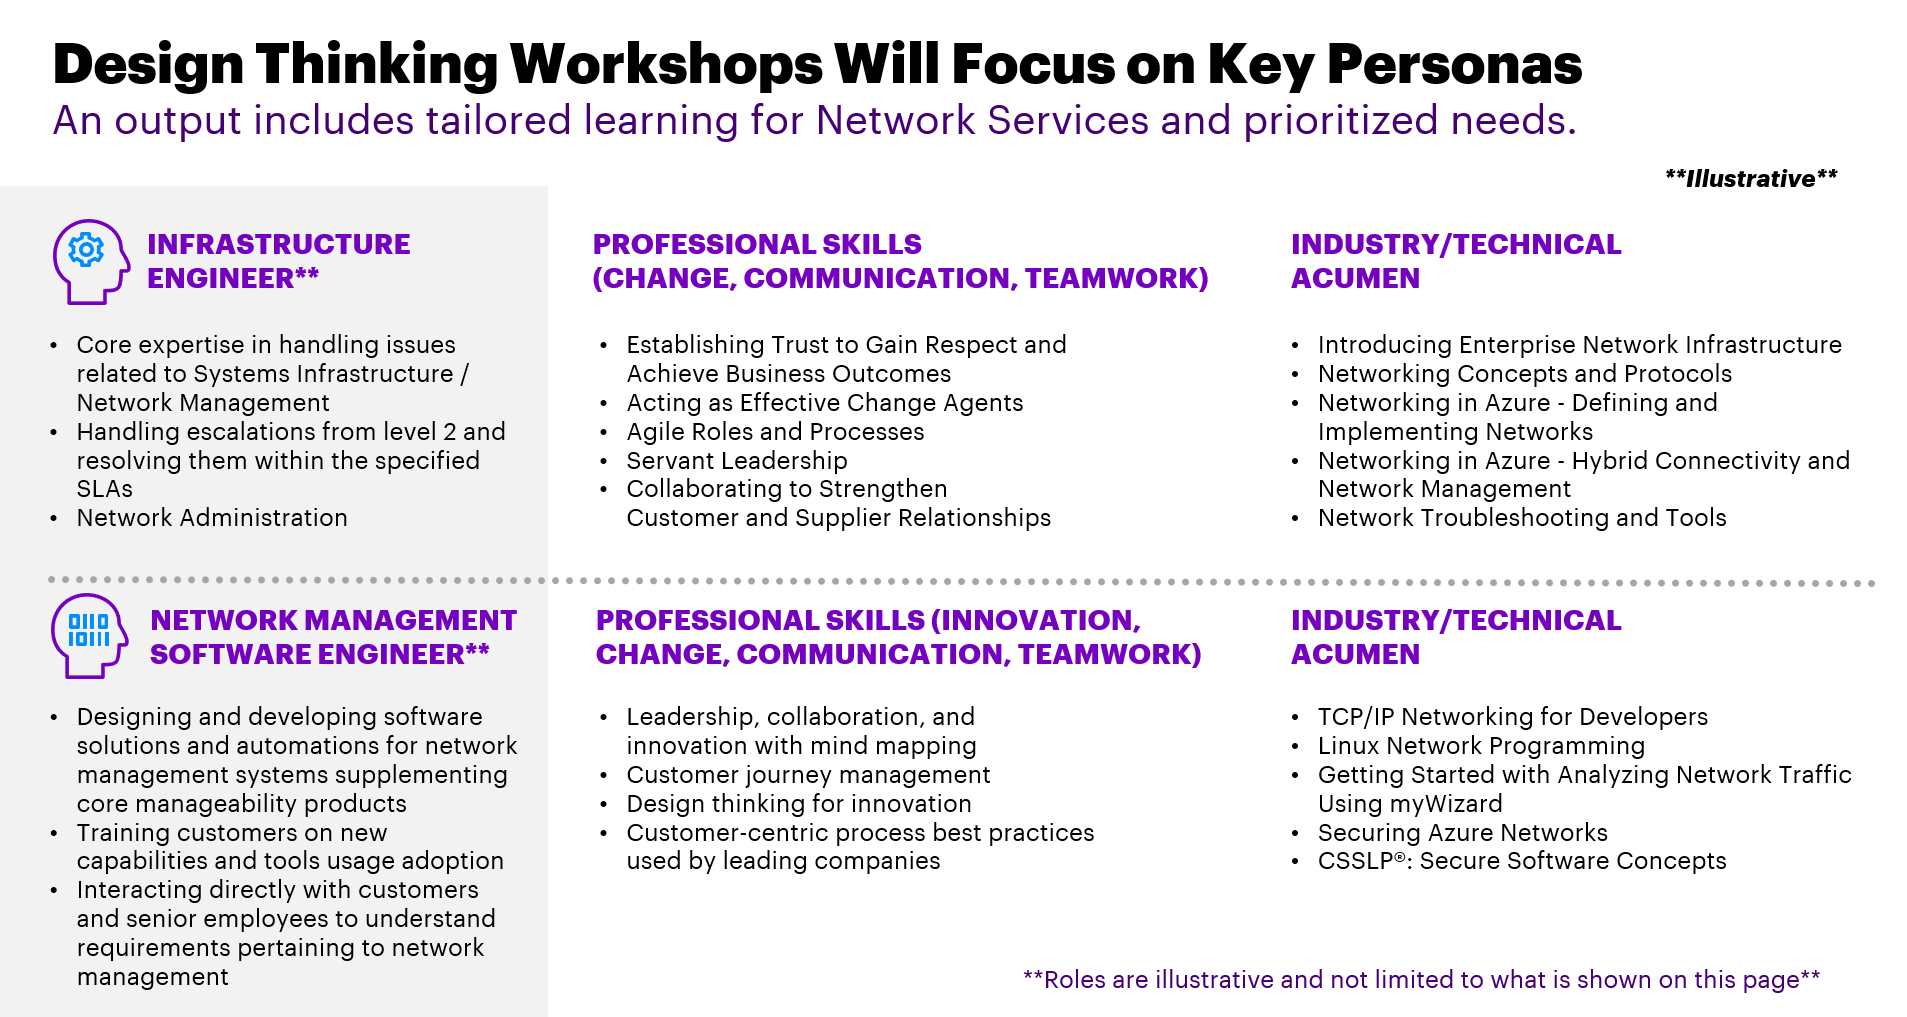 Design Thinking Workshops Will Focus on Key Personas
An output includes tailored learning for Network Services and prioritized needs.
**Illustrative**
INFRASTRUCTURE
ENGINEER**
• Core expertise in handling issues
related to Systems Infrastructure /
Network Management
• Handling escalations from level 2 and
resolving them within the specified
SLAs
• Network Administration
PROFESSIONAL SKILLS
(CHANGE, COMMUNICATION, TEAMWORK)
• Establishing Trust to Gain Respect and
Achieve Business Outcomes
• Acting as Effective Change Agents
• Agile Roles and Processes
• Servant Leadership
• Collaborating to Strengthen
Customer and Supplier Relationships
INDUSTRY/TECHNICAL
ACUMEN
• Introducing Enterprise Network Infrastructure
• Networking Concepts and Protocols
• Networking in Azure - Defining and
Implementing Networks
• Networking in Azure - Hybrid Connectivity and
Network Management
• Network Troubleshooting and Tools
0110
10111
NETWORK MANAGEMENT
SOFTWARE ENGINEER**
• Designing and developing software
solutions and automations for network
management systems supplementing
core manageability products
• Training customers on new
capabilities and tools usage adoption
• Interacting directly with customers
and senior employees to understand
requirements pertaining to network
management
PROFESSIONAL SKILLS (INNOVATION,
CHANGE, COMMUNICATION, TEAMWORK)
• Leadership, collaboration, and
innovation with mind mapping
• Customer journey management
• Design thinking for innovation
• Customer-centric process best practices
used by leading companies
INDUSTRY/TECHNICAL
ACUMEN
• TCP/IP Networking for Developers
• Linux Network Programming
• Getting Started with Analyzing Network Traffic
Using myWizard
• Securing Azure Networks
• CSSLP®: Secure Software Concepts
**Roles are illustrative and not limited to what is shown on this page**